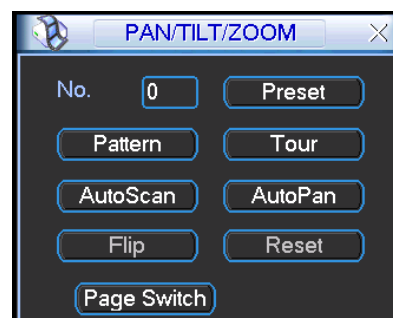 PAN/TILT/ZOOM
No. 0 Preset
Pattern Tour
AutoScan AutoPan
Flip Reset
Page Switch